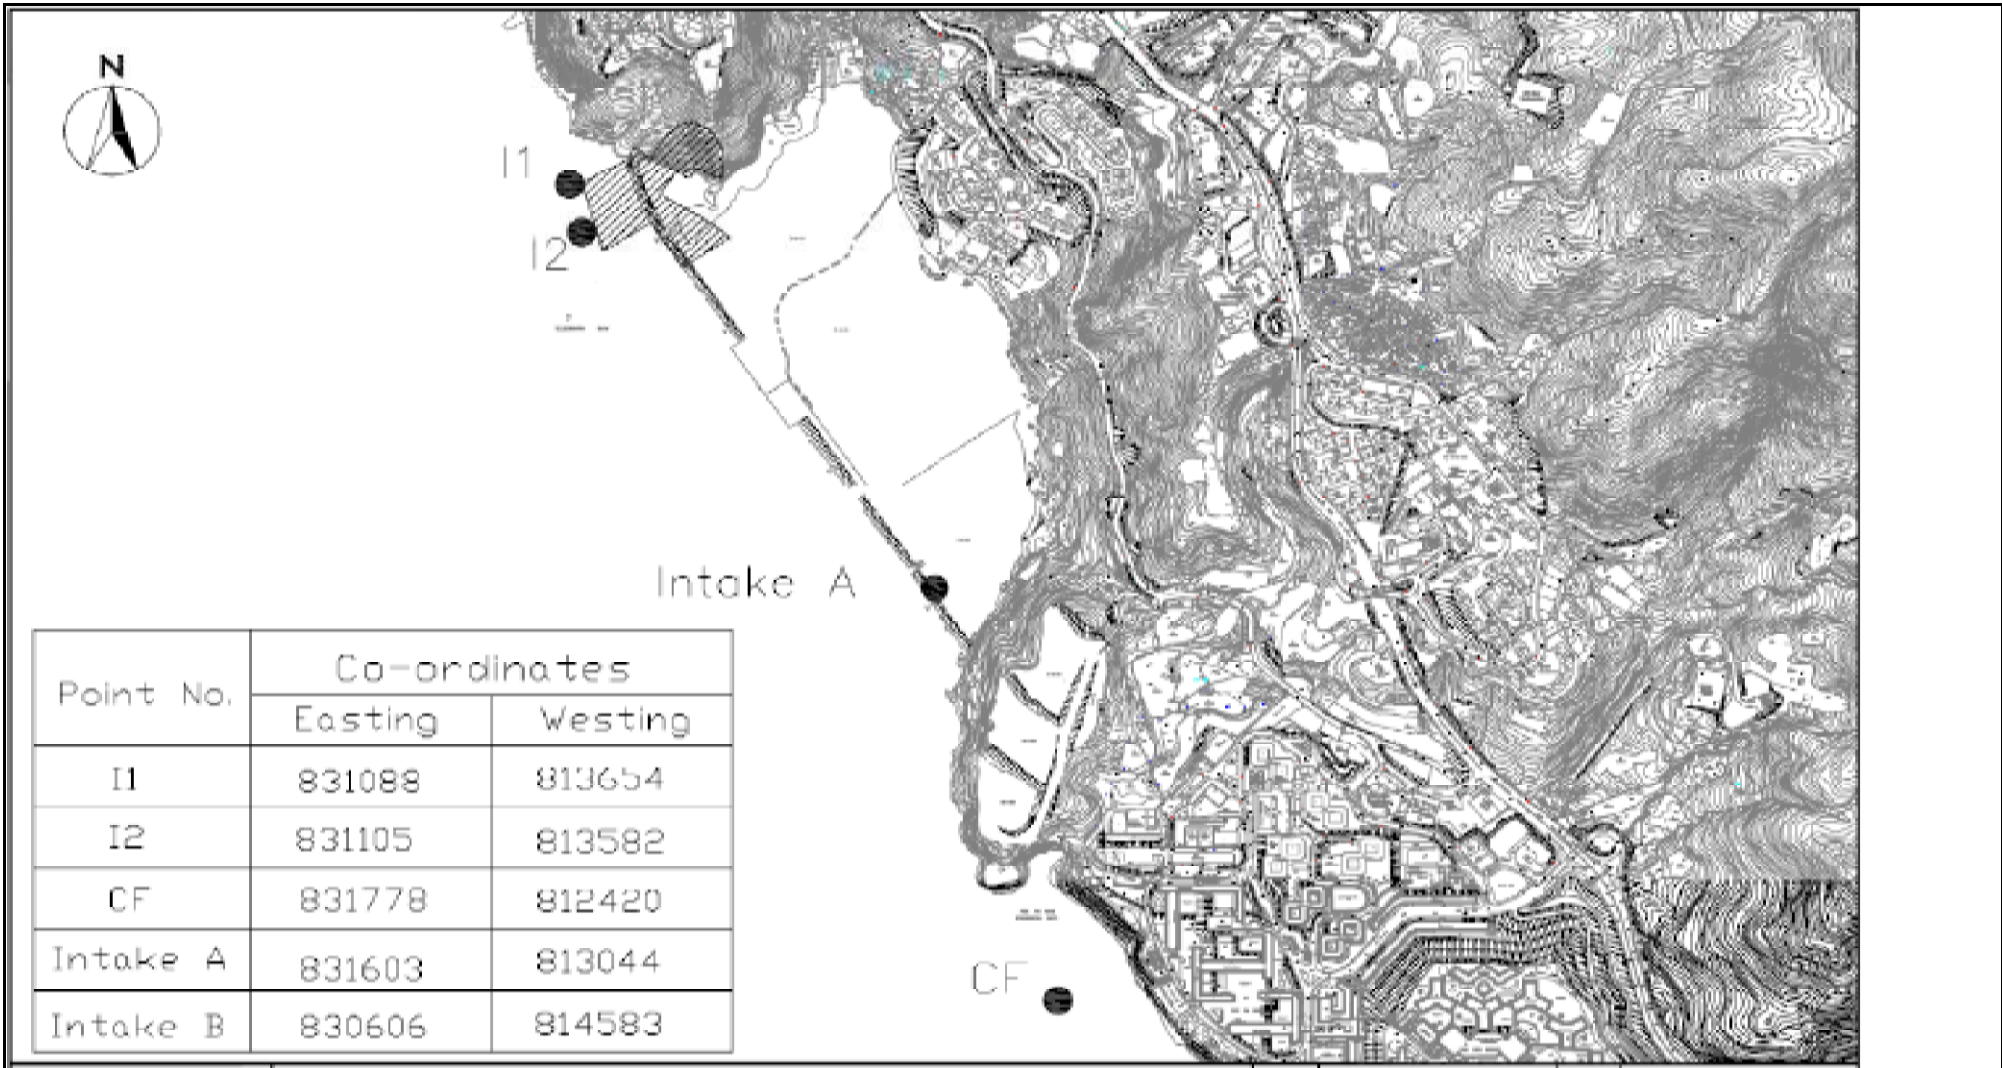 N
I1
I2
Intake A
Co-ordinates
Point No.
Easting Westing
I1 831088 813654
I2 831105 813582
CF 831778 812420
Intake A 831603 813044
Intake B 830606 814583
CF